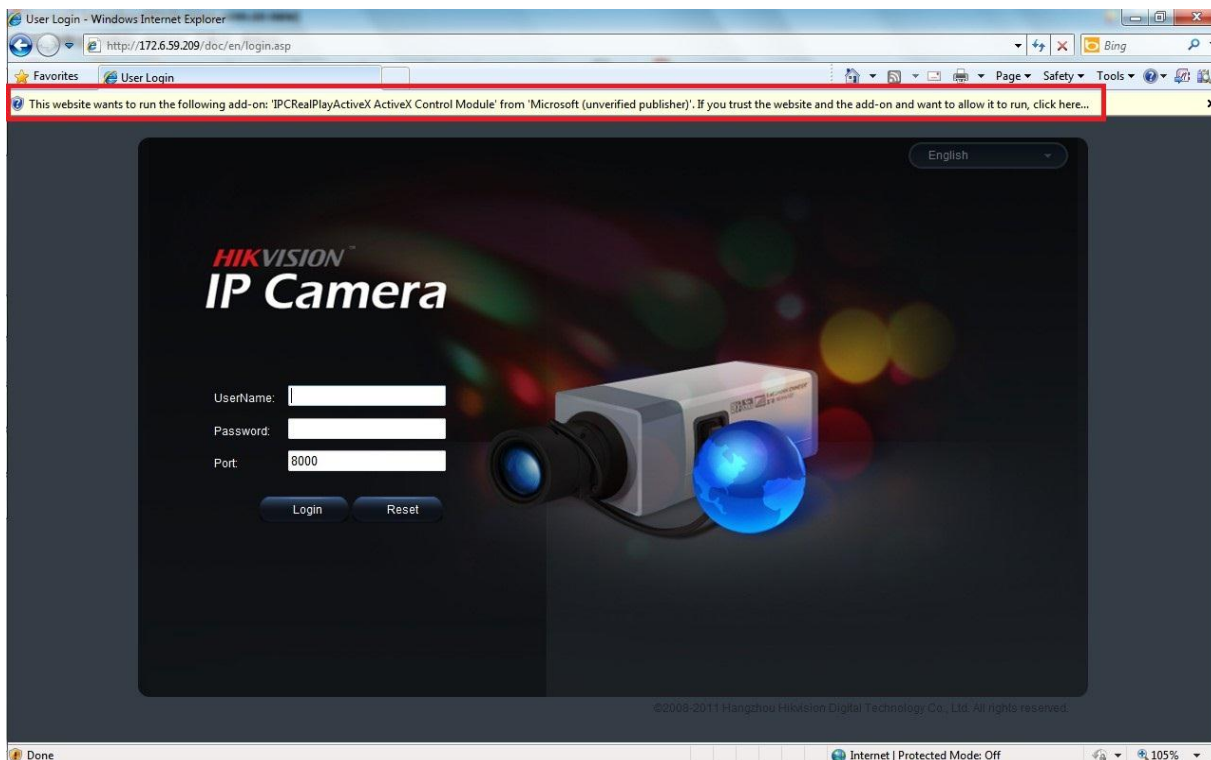 User Login - Windows Internet Explorer
http://172.6.59.209/doc/en/login.asp
Bing
Favorites User Login Page Safety Tools
This website wants to run the following add-on: 'IPCRealPlayActiveX ActiveX Control Module' from 'Microsoft (unverified publisher)'. If you trust the website and the add-on and want to allow it to run, click here...
English
HIKVISION™
IP Camera
UserName:
Password:
Port: 8000
Login Reset
©2008-2011 Hangzhou Hikvision Digital Technology Co., Ltd. All rights reserved.
Done Internet | Protected Mode: Off 105%